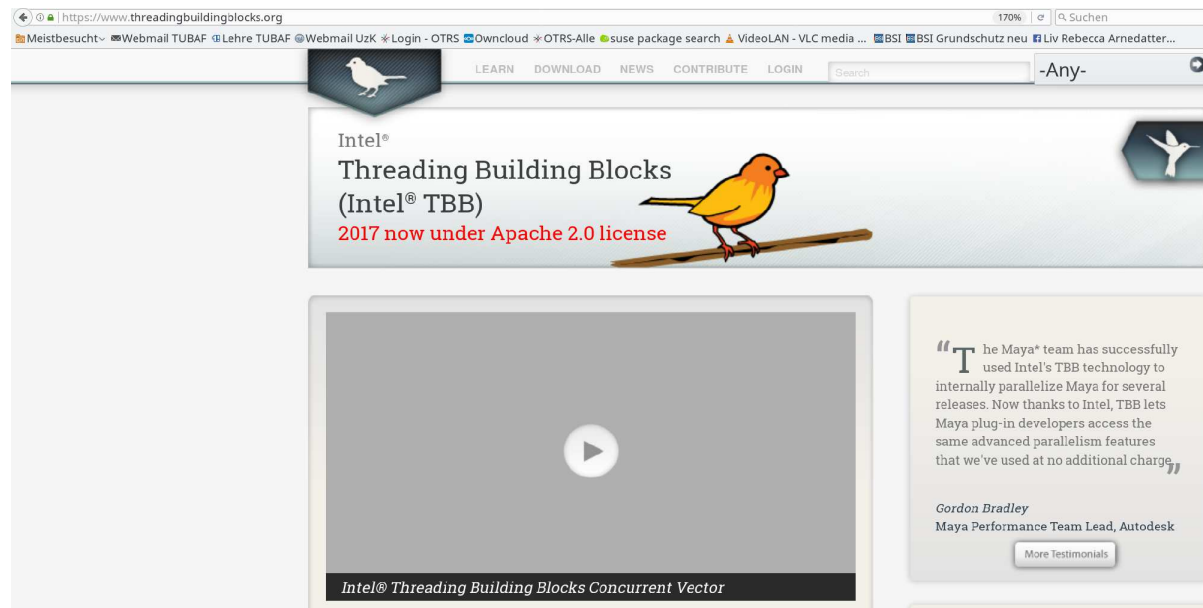 https://www.threadingbuildingblocks.org 170% Suchen
Meistbesucht Webmail TUBAF Lehre TUBAF Webmail UzK Login - OTRS Owncloud OTRS-Alle suse package search VideoLAN - VLC media ... BSI BSI Grundschutz neu Liv Rebecca Arnedatter...
LEARN DOWNLOAD NEWS CONTRIBUTE LOGIN Search -Any-
Intel®
Threading Building Blocks
(Intel® TBB)
2017 now under Apache 2.0 license
Intel® Threading Building Blocks Concurrent Vector
“The Maya* team has successfully
used Intel's TBB technology to
internally parallelize Maya for several
releases. Now thanks to Intel, TBB lets
Maya plug-in developers access the
same advanced parallelism features
that we've used at no additional charge”
Gordon Bradley
Maya Performance Team Lead, Autodesk
More Testimonials